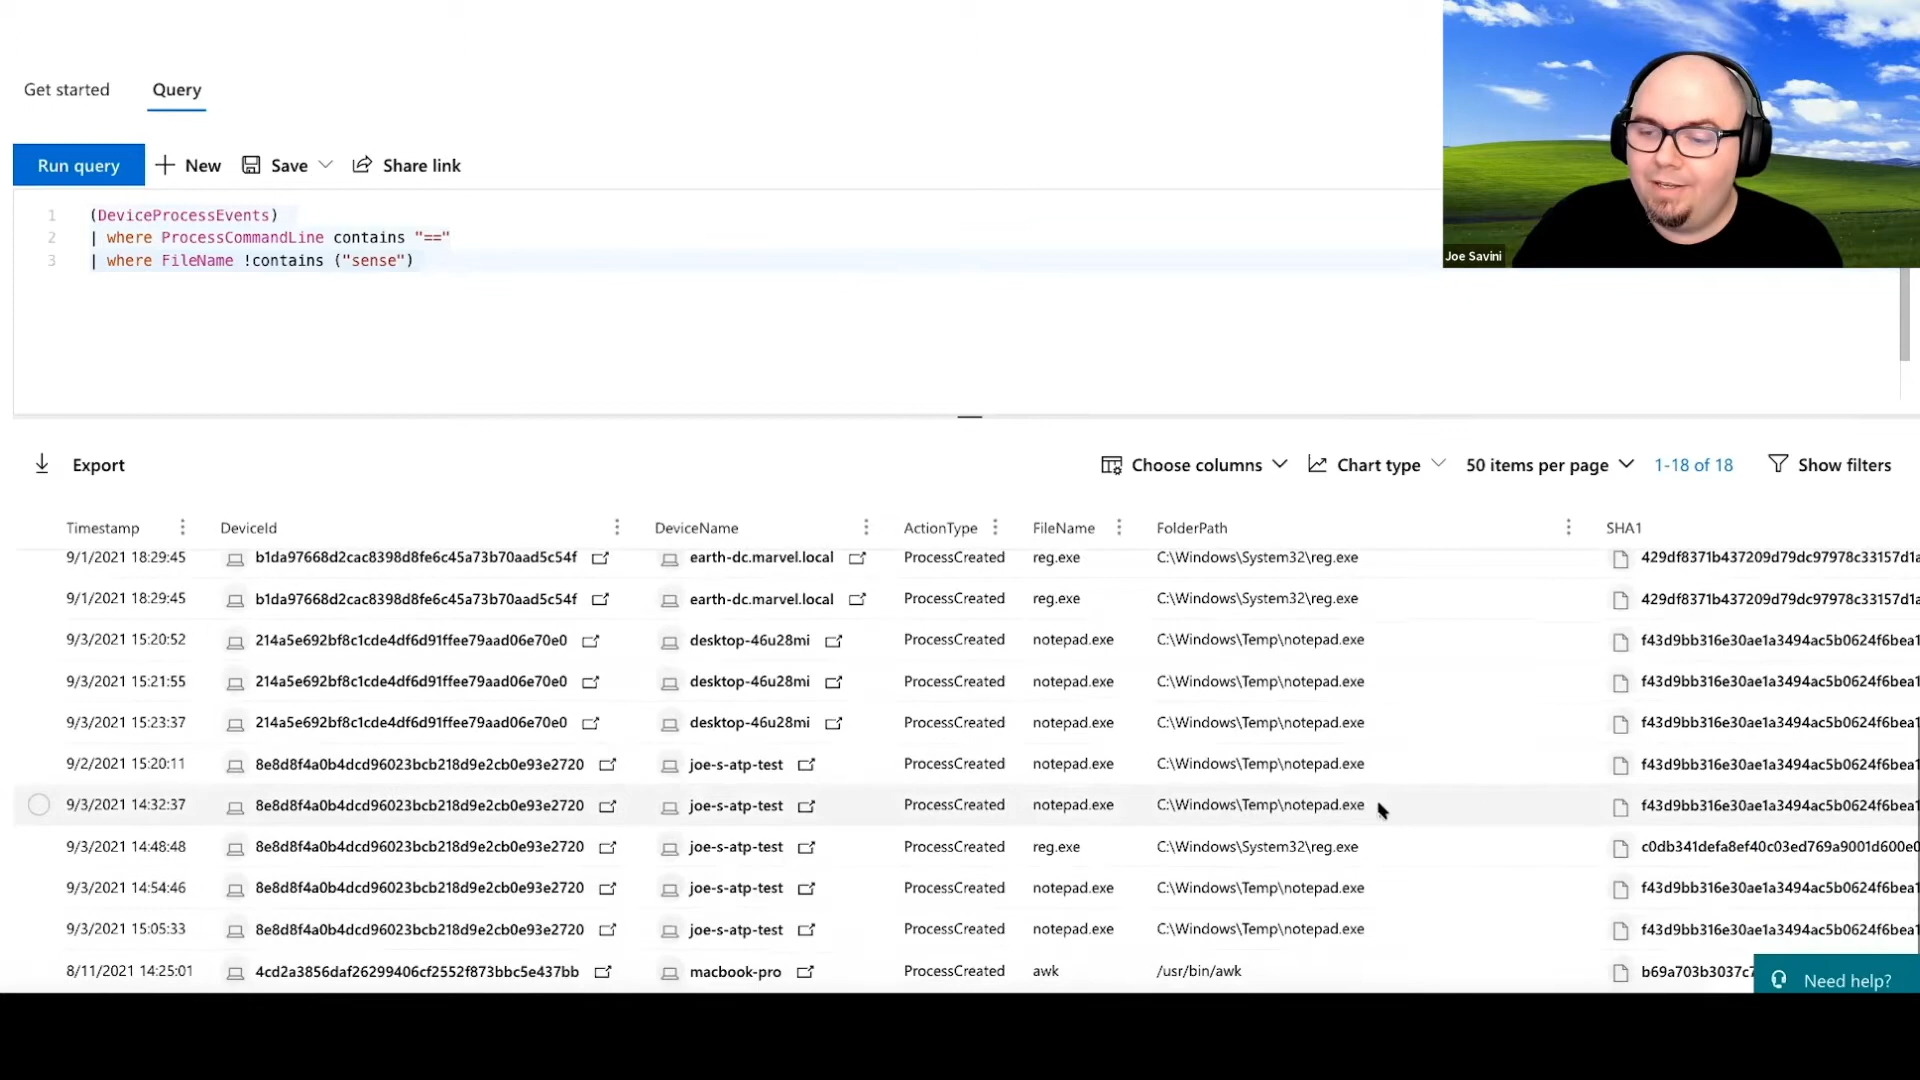 Get started Query
Run query New Save Share link
Joe Savini
1 (DeviceProcessEvents)
2 | where ProcessCommandLine contains "=="
3 | where FileName !contains ("sense")
Export Choose columns Chart type 50 items per page 1-18 of 18 Show filters
Timestamp DeviceId DeviceName ActionType FileName FolderPath SHA1
9/1/2021 18:29:45 b1da97668d2cac8398d8fe6c45a73b70aad5c54f earth-dc.marvel.local ProcessCreated reg.exe C:\Windows\System32\reg.exe 429df8371b437209d79dc97978c33157d1a
9/1/2021 18:29:45 b1da97668d2cac8398d8fe6c45a73b70aad5c54f earth-dc.marvel.local ProcessCreated reg.exe C:\Windows\System32\reg.exe 429df8371b437209d79dc97978c33157d1a
9/3/2021 15:20:52 214a5e692bf8c1cde4df6d91ffee79aad06e70e0 desktop-46u28mi ProcessCreated notepad.exe C:\Windows\Temp\notepad.exe f43d9bb316e30ae1a3494ac5b0624f6bea1
9/3/2021 15:21:55 214a5e692bf8c1cde4df6d91ffee79aad06e70e0 desktop-46u28mi ProcessCreated notepad.exe C:\Windows\Temp\notepad.exe f43d9bb316e30ae1a3494ac5b0624f6bea1
9/3/2021 15:23:37 214a5e692bf8c1cde4df6d91ffee79aad06e70e0 desktop-46u28mi ProcessCreated notepad.exe C:\Windows\Temp\notepad.exe f43d9bb316e30ae1a3494ac5b0624f6bea1
9/2/2021 15:20:11 8e8d8f4a0b4dcd96023bcb218d9e2cb0e93e2720 joe-s-atp-test ProcessCreated notepad.exe C:\Windows\Temp\notepad.exe f43d9bb316e30ae1a3494ac5b0624f6bea1
9/3/2021 14:32:37 8e8d8f4a0b4dcd96023bcb218d9e2cb0e93e2720 joe-s-atp-test ProcessCreated notepad.exe C:\Windows\Temp\notepad.exe f43d9bb316e30ae1a3494ac5b0624f6bea1
9/3/2021 14:48:48 8e8d8f4a0b4dcd96023bcb218d9e2cb0e93e2720 joe-s-atp-test ProcessCreated reg.exe C:\Windows\System32\reg.exe c0db341defa8ef40c03ed769a9001d600e0
9/3/2021 14:54:46 8e8d8f4a0b4dcd96023bcb218d9e2cb0e93e2720 joe-s-atp-test ProcessCreated notepad.exe C:\Windows\Temp\notepad.exe f43d9bb316e30ae1a3494ac5b0624f6bea1
9/3/2021 15:05:33 8e8d8f4a0b4dcd96023bcb218d9e2cb0e93e2720 joe-s-atp-test ProcessCreated notepad.exe C:\Windows\Temp\notepad.exe f43d9bb316e30ae1a3494ac5b0624f6bea1
8/11/2021 14:25:01 4cd2a3856daf26299406cf2552f873bbc5e437bb macbook-pro ProcessCreated awk /usr/bin/awk b69a703b3037c7
Need help?